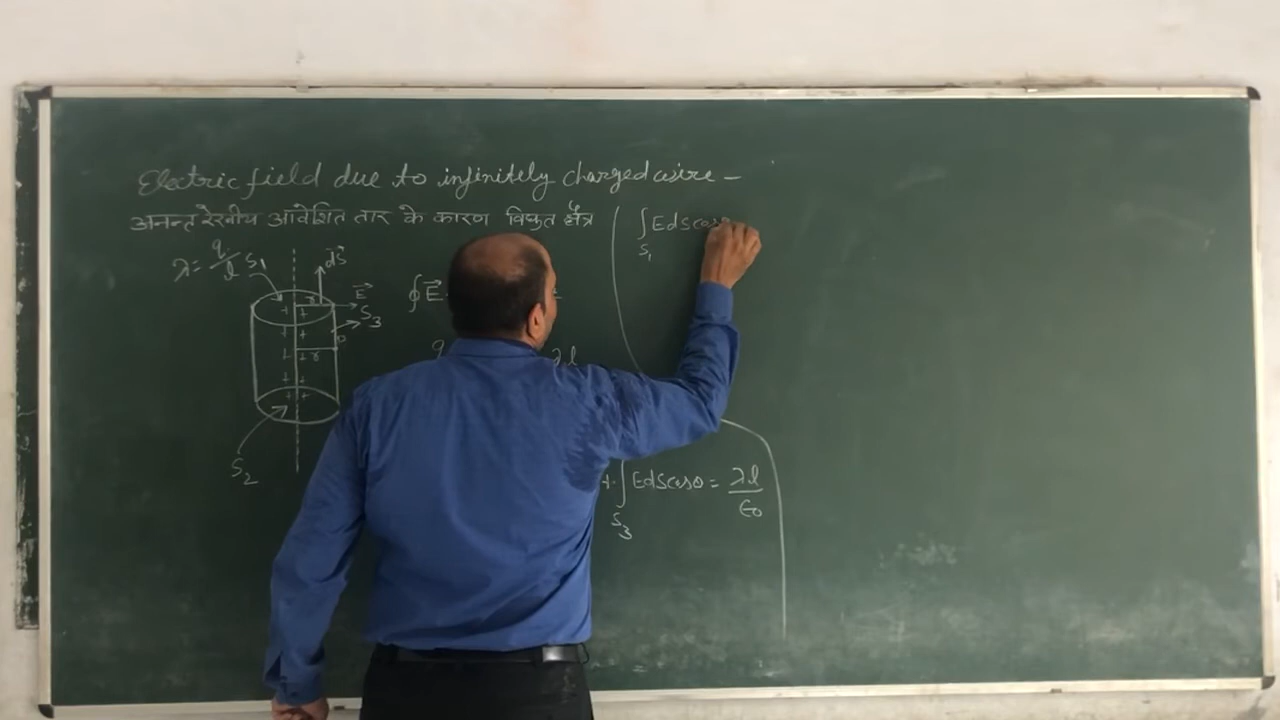 Electric field due to infinitely charged wire -
अनन्त रेखीय आवेशित तार के कारण विधुत क्षेत्र
λ = q/l
S₁
dS⃗
E⃗
S₃
r
S₂
∮E⃗
q
λl
+ ∫S₃ Edscosθ = λl/ε₀
∫S₁ Edscos